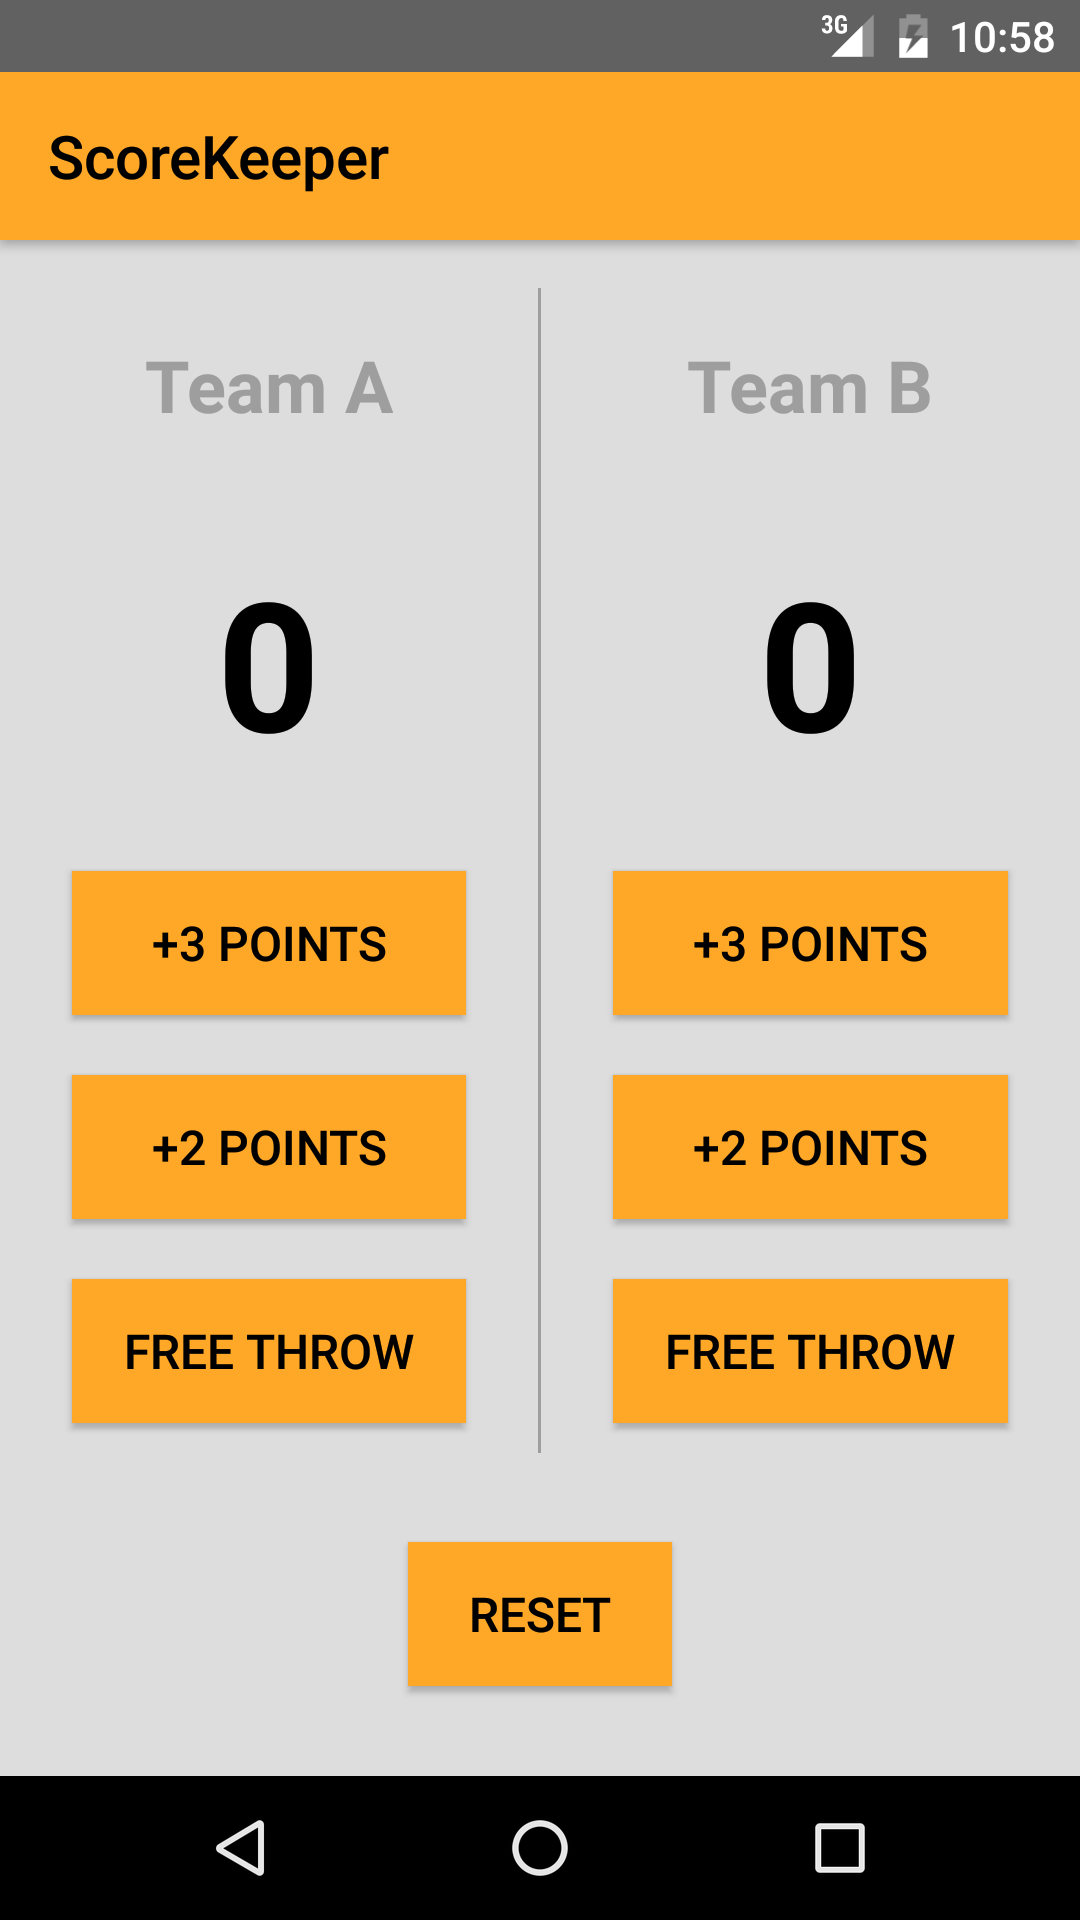 3G 10:58
ScoreKeeper
Team A Team B
0 0
+3 POINTS +3 POINTS
+2 POINTS +2 POINTS
FREE THROW FREE THROW
RESET